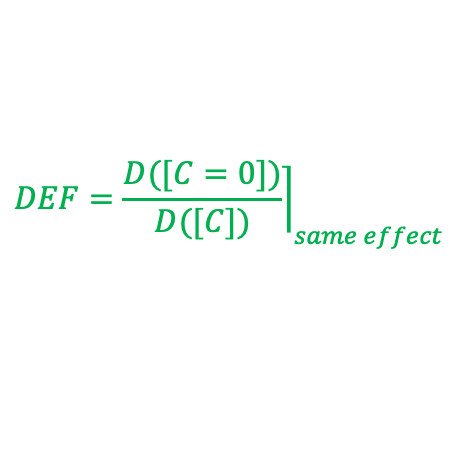 DEF = D([C = 0]) / D([C]) ⌉ same effect